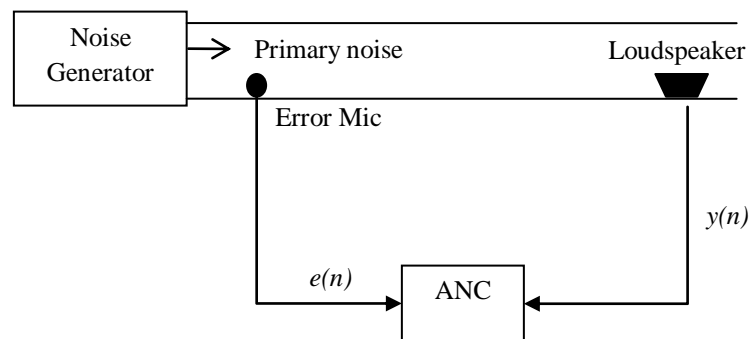 Noise
Generator
Primary noise
Loudspeaker
Error Mic
y(n)
e(n)
ANC